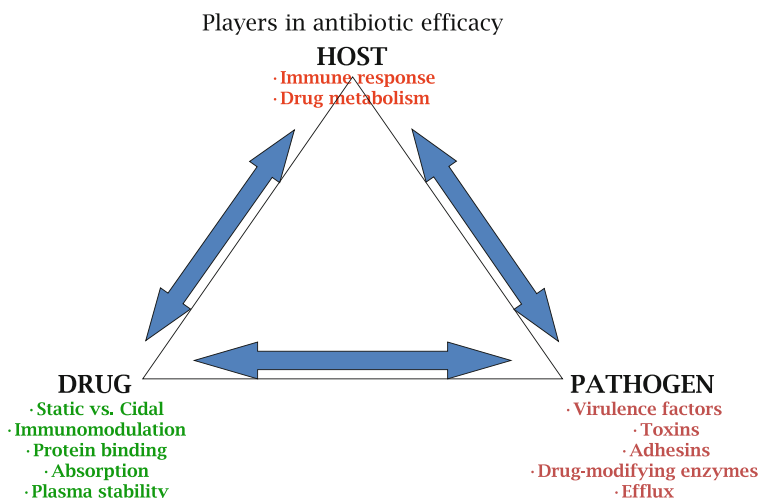 Players in antibiotic efficacy
HOST
·Immune response
·Drug metabolism
DRUG
·Static vs. Cidal
·Immunomodulation
·Protein binding
·Absorption
·Plasma stability
PATHOGEN
·Virulence factors
·Toxins
·Adhesins
·Drug-modifying enzymes
·Efflux